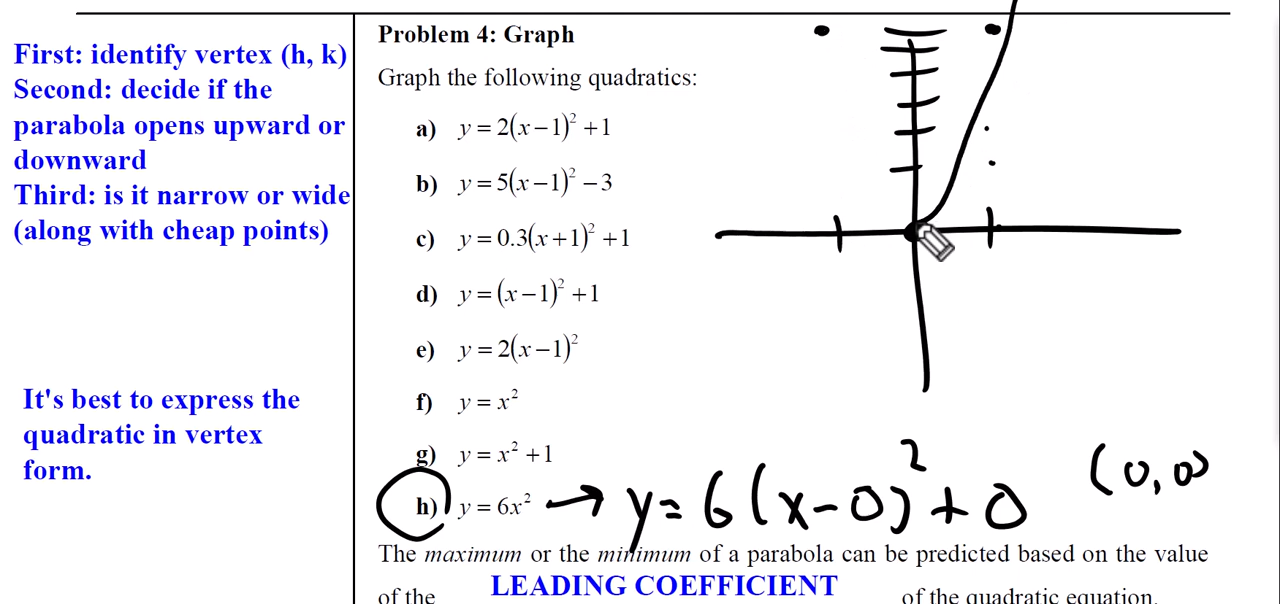 First: identify vertex (h, k)
Second: decide if the
parabola opens upward or
downward
Third: is it narrow or wide
(along with cheap points)
It's best to express the
quadratic in vertex
form.
Problem 4: Graph
Graph the following quadratics:
a) y = 2(x−1)² + 1
b) y = 5(x−1)² − 3
c) y = 0.3(x+1)² + 1
d) y = (x−1)² + 1
e) y = 2(x−1)²
f) y = x²
g) y = x² + 1
h) y = 6x² → y = 6(x−0)² + 0 (0,0)
The maximum or the minimum of a parabola can be predicted based on the value
of the LEADING COEFFICIENT of the quadratic equation.